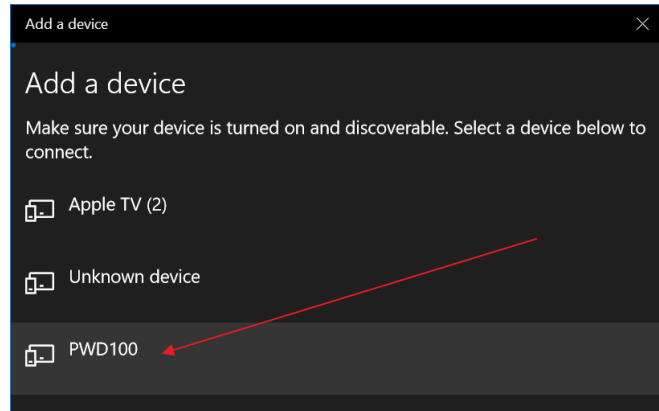 Add a device
Add a device
Make sure your device is turned on and discoverable. Select a device below to
connect.
Apple TV (2)
Unknown device
PWD100